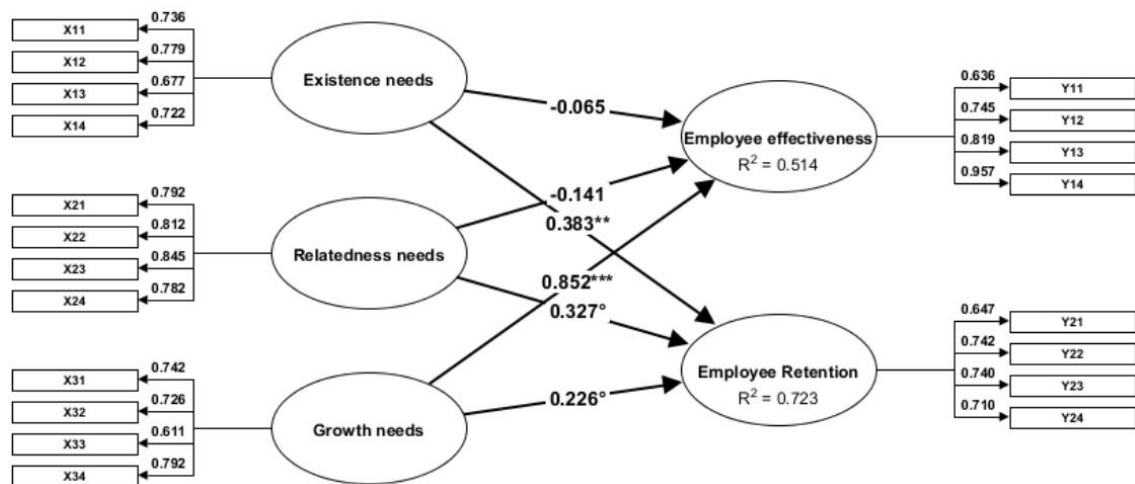 0.736
X11
0.779
X12
0.677
X13
0.722
X14
Existence needs
0.792
X21
0.812
X22
0.845
X23
0.782
X24
Relatedness needs
0.742
X31
0.726
X32
0.611
X33
0.792
X34
Growth needs
-0.065
-0.141
0.383**
0.852***
0.327°
0.226°
Employee effectiveness
R² = 0.514
0.636
Y11
0.745
Y12
0.819
Y13
0.957
Y14
Employee Retention
R² = 0.723
0.647
Y21
0.742
Y22
0.740
Y23
0.710
Y24